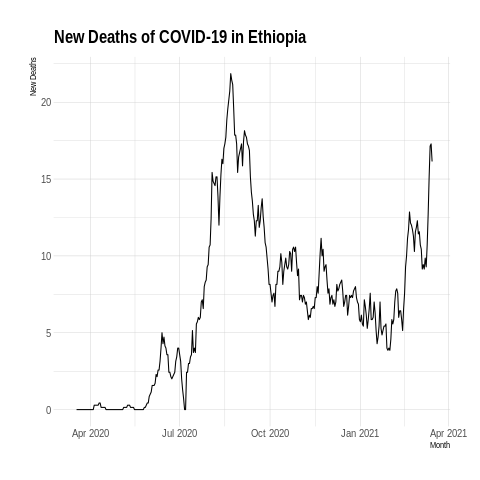 New Deaths of COVID-19 in Ethiopia
New Deaths
20
15
10
5
0
Apr 2020 Jul 2020 Oct 2020 Jan 2021 Apr 2021
Month